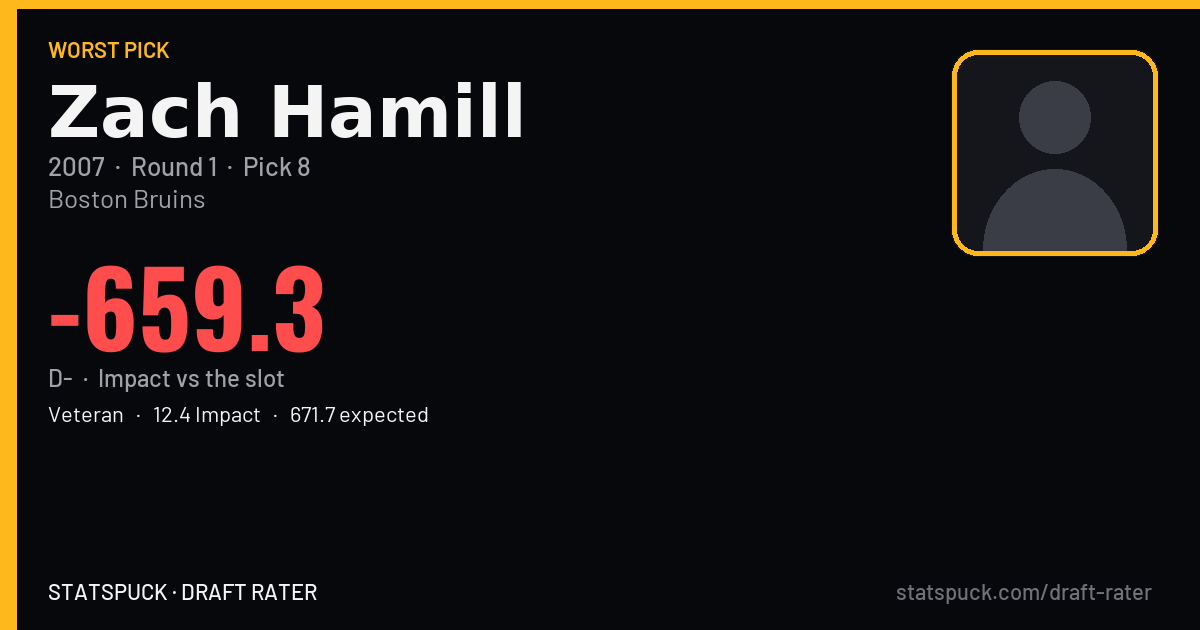 WORST PICK
Zach Hamill
2007 · Round 1 · Pick 8
Boston Bruins
-659.3
D- · Impact vs the slot
Veteran · 12.4 Impact · 671.7 expected
STATSPUCK · DRAFT RATER
statspuck.com/draft-rater